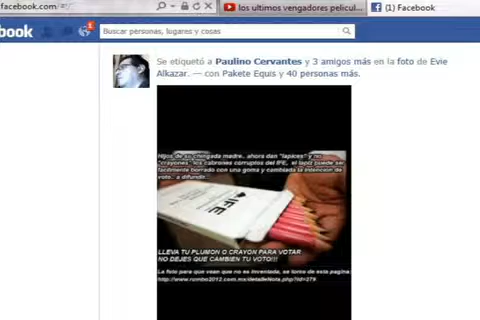 facebook.com/#!/
los ultimos vengadores pelicul...
(1) Facebook
book
1
Buscar personas, lugares y cosas
Se etiquetó a Paulino Cervantes y 3 amigos más en la foto de Evie
Alkazar. — con Pakete Equis y 40 personas más.
Hijos de su chingada madre.. ahora dan "lapices" y no
"crayones" los cabrones corruptos del IFE, el lapiz puede ser
facilmente borrado con una goma y cambiada la intención de
voto.. a difundir...
IFE
LLEVA TU PLUMON O CRAYON PARA VOTAR
NO DEJES QUE CAMBIEN TU VOTO!!!
La foto para que vean que no es inventada, se tomo de esta pagina:
http://www.rumbo2012.com.mx/detalleNota.php?id=279